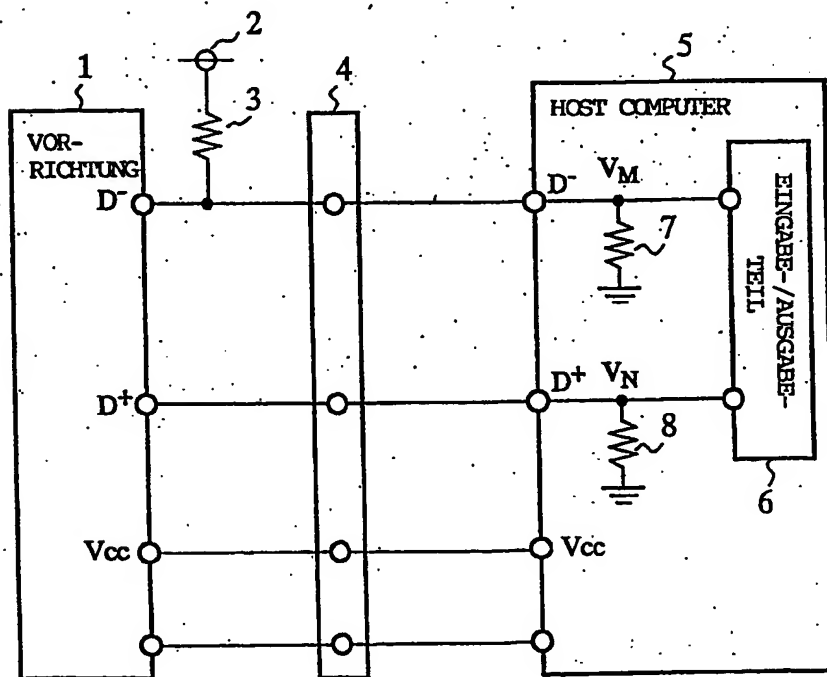 1
2
3
4
5
VOR-
RICHTUNG
HOST COMPUTER
D-
D-
VM
7
EINGABE-/AUSGABE-
TEIL
D+
D+
VN
8
6
Vcc
Vcc